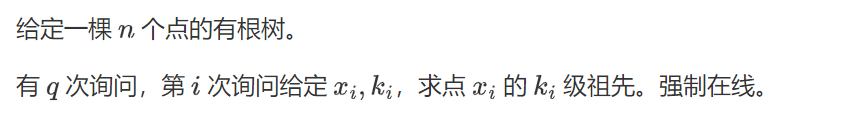 给定一棵 n 个点的有根树。
有 q 次询问，第 i 次询问给定 x_i, k_i，求点 x_i 的 k_i 级祖先。强制在线。